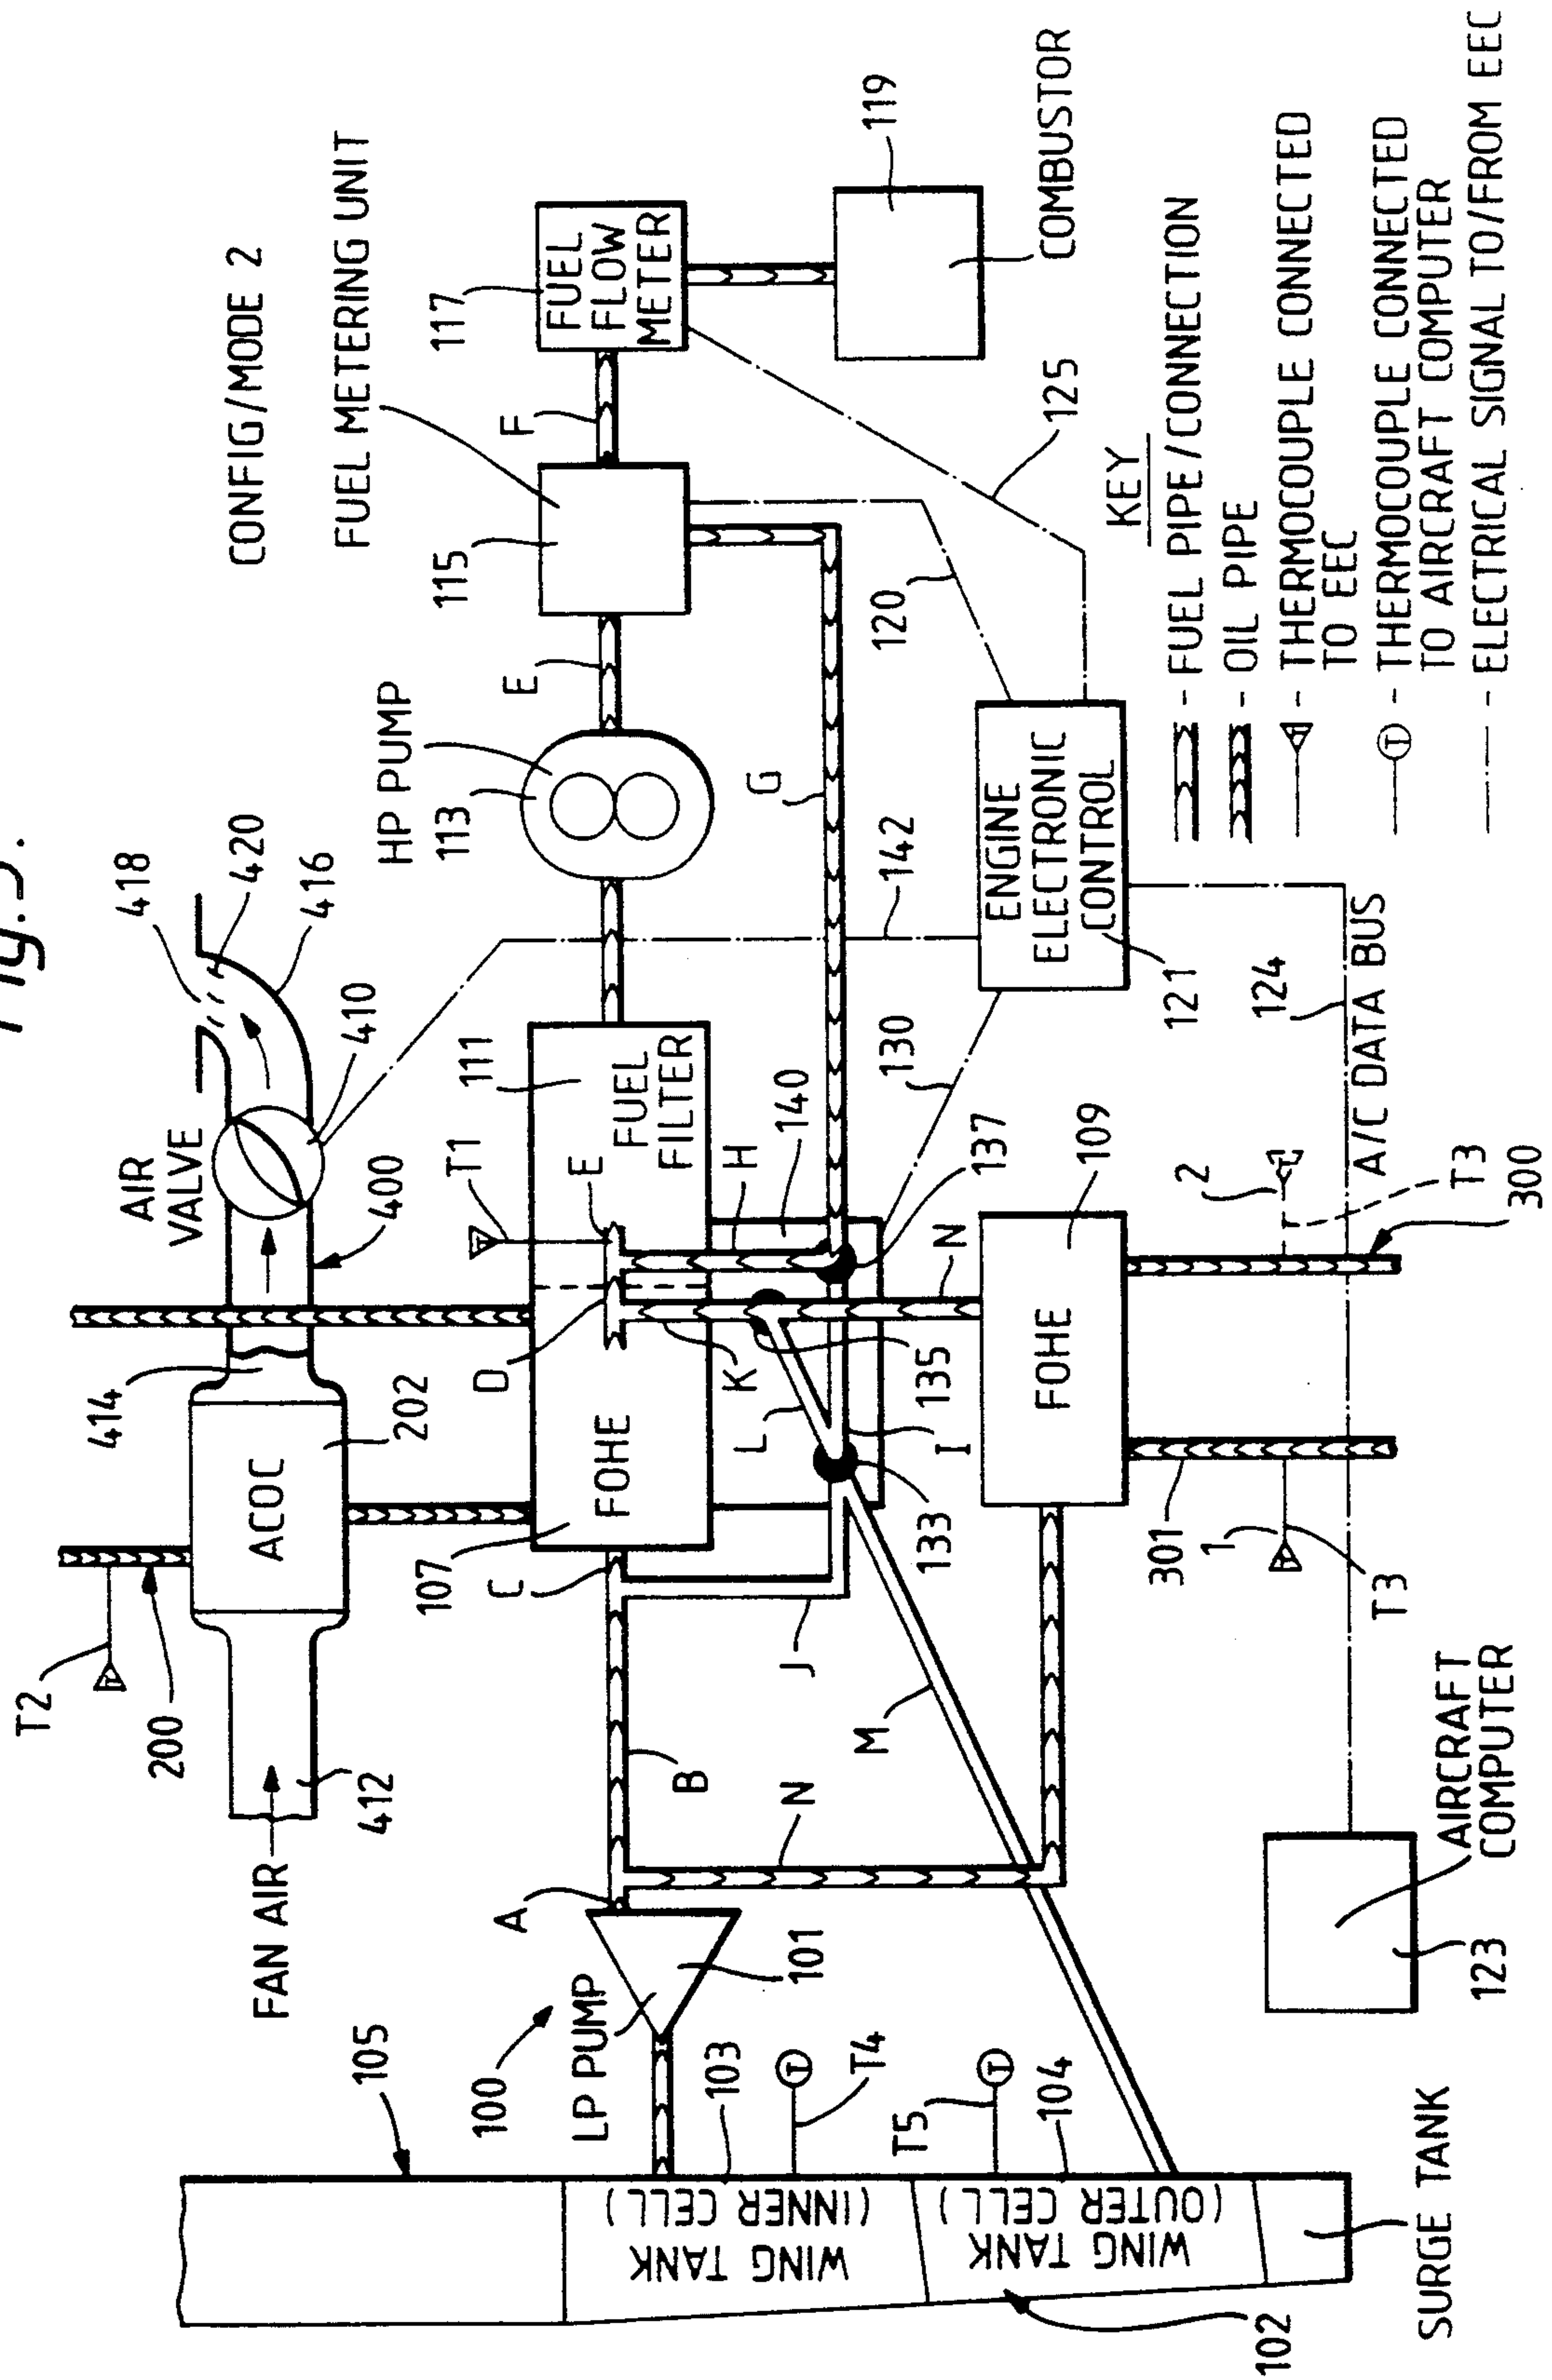 Fig.3.
CONFIG/MODE 2
FUEL METERING UNIT
AIR
VALVE
418
420
416
410
400
414
202
ACOC
T2
200
412
FAN AIR
HP PUMP
113
E
115
F
117
FUEL
FLOW
METER
119
COMBUSTOR
125
120
G
142
ENGINE
ELECTRONIC
CONTROL
121
130
111
FUEL
FILTER
T1
E
H
140
137
D
K
135
N
L
I
133
107
FOHE
C
J
B
M
N
A
101
LP PUMP
100
105
103
T4
T5
104
WING TANK
(INNER CELL)
WING TANK
(OUTER CELL)
102
SURGE TANK
109
FOHE
2
T3
300
301
1
T3
124
A/C DATA BUS
AIRCRAFT
COMPUTER
123
KEY
- FUEL PIPE/CONNECTION
- OIL PIPE
T - THERMOCOUPLE CONNECTED
TO EEC
T - THERMOCOUPLE CONNECTED
TO AIRCRAFT COMPUTER
- ELECTRICAL SIGNAL TO/FROM EEC